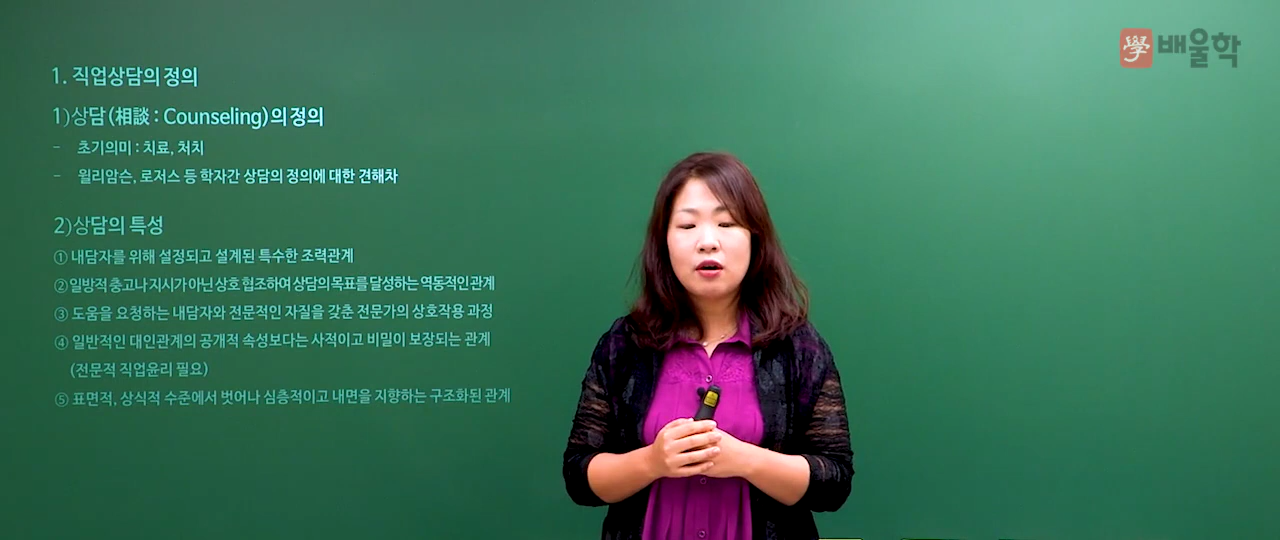 學 배울학
1. 직업상담의 정의
1)상담(相談 : Counseling)의 정의
- 초기의미 : 치료, 처치
- 윌리암슨, 로저스 등 학자간 상담의 정의에 대한 견해차
2)상담의 특성
① 내담자를 위해 설정되고 설계된 특수한 조력관계
② 일방적 충고나 지시가 아닌 상호 협조하여 상담의 목표를 달성하는 역동적인 관계
③ 도움을 요청하는 내담자와 전문적인 자질을 갖춘 전문가의 상호작용 과정
④ 일반적인 대인관계의 공개적 속성보다는 사적이고 비밀이 보장되는 관계
(전문적 직업윤리 필요)
⑤ 표면적, 상식적 수준에서 벗어나 심층적이고 내면을 지향하는 구조화된 관계